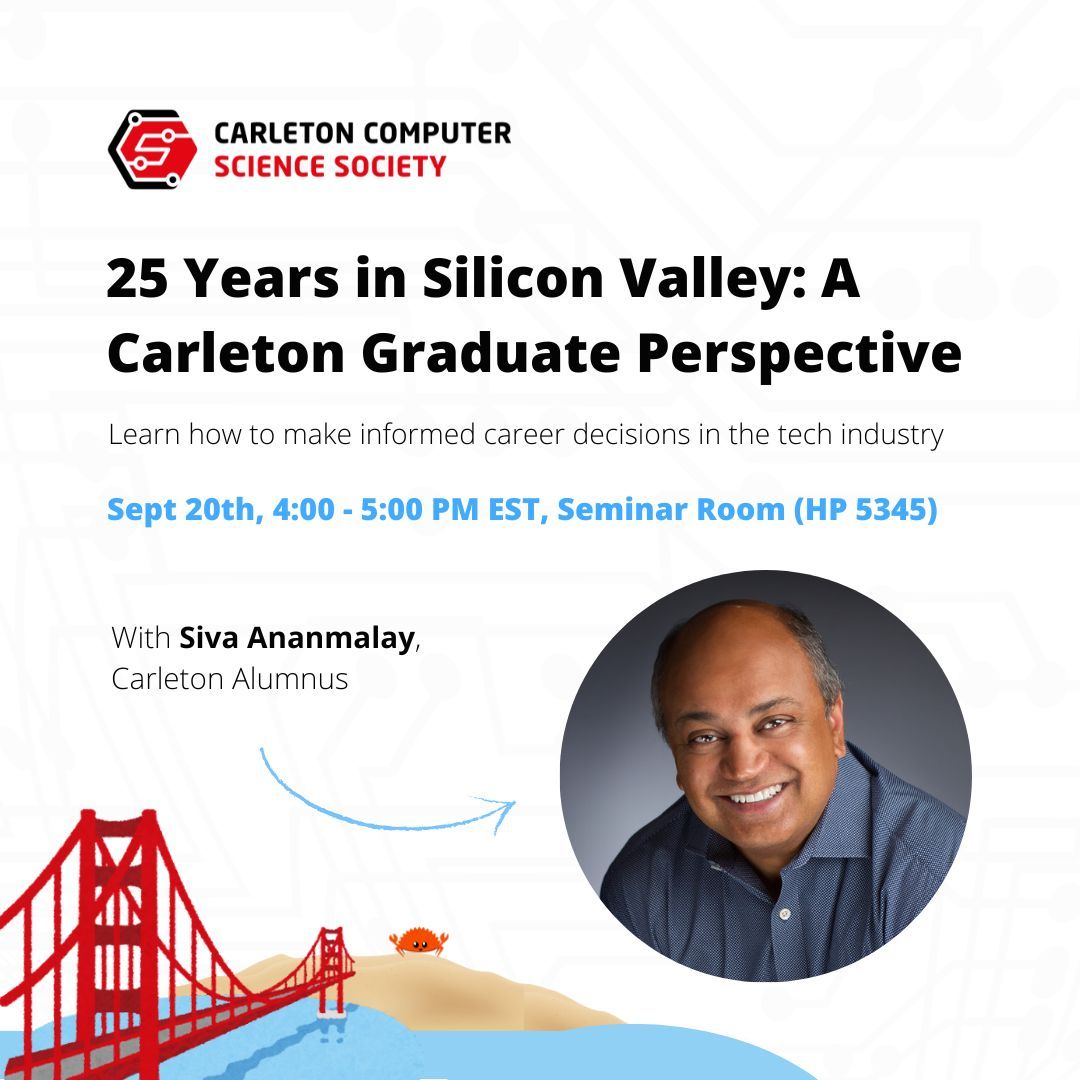 CARLETON COMPUTER
SCIENCE SOCIETY
25 Years in Silicon Valley: A
Carleton Graduate Perspective
Learn how to make informed career decisions in the tech industry
Sept 20th, 4:00 - 5:00 PM EST, Seminar Room (HP 5345)
With Siva Ananmalay,
Carleton Alumnus